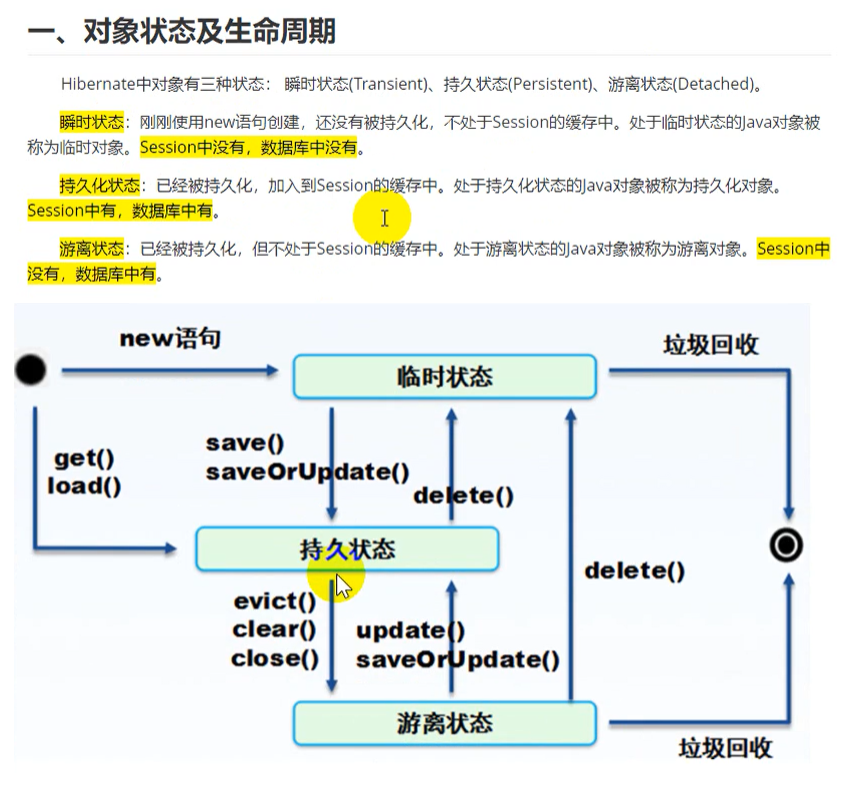 一、对象状态及生命周期
Hibernate中对象有三种状态： 瞬时状态(Transient)、持久状态(Persistent)、游离状态(Detached)。
瞬时状态：刚刚使用new语句创建，还没有被持久化，不处于Session的缓存中。处于临时状态的Java对象被
称为临时对象。Session中没有，数据库中没有。
持久化状态：已经被持久化，加入到Session的缓存中。处于持久化状态的Java对象被称为持久化对象。
Session中有，数据库中有。
游离状态：已经被持久化，但不处于Session的缓存中。处于游离状态的Java对象被称为游离对象。Session中
没有，数据库中有。
new语句
垃圾回收
临时状态
get()
load()
save()
saveOrUpdate()
delete()
持久状态
delete()
evict()
clear()
close()
update()
saveOrUpdate()
游离状态
垃圾回收